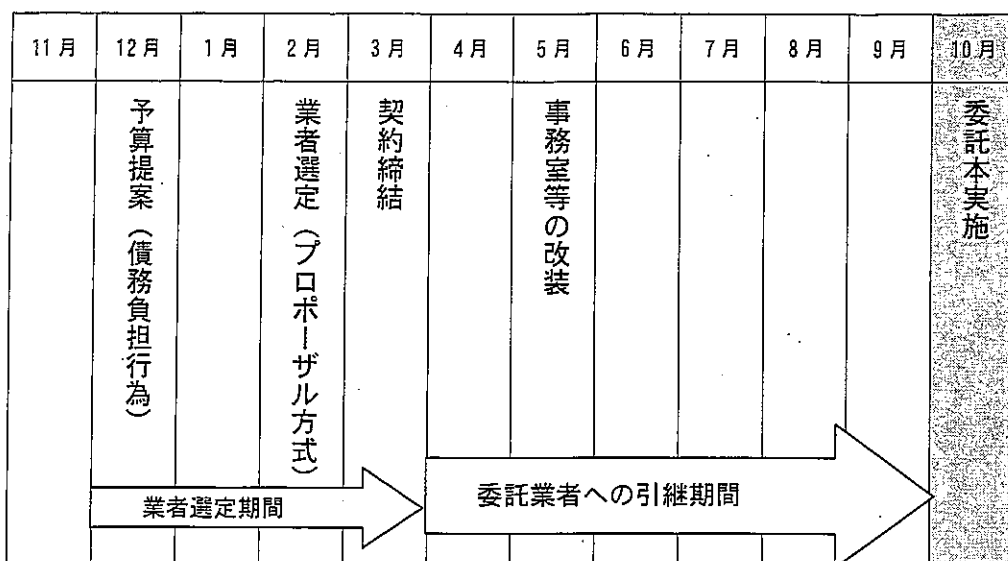 11月
12月
1月
2月
3月
4月
5月
6月
7月
8月
9月
10月
予算提案（債務負担行為）
業者選定（プロポーザル方式）
契約締結
事務室等の改装
委託本実施
業者選定期間
委託業者への引継期間